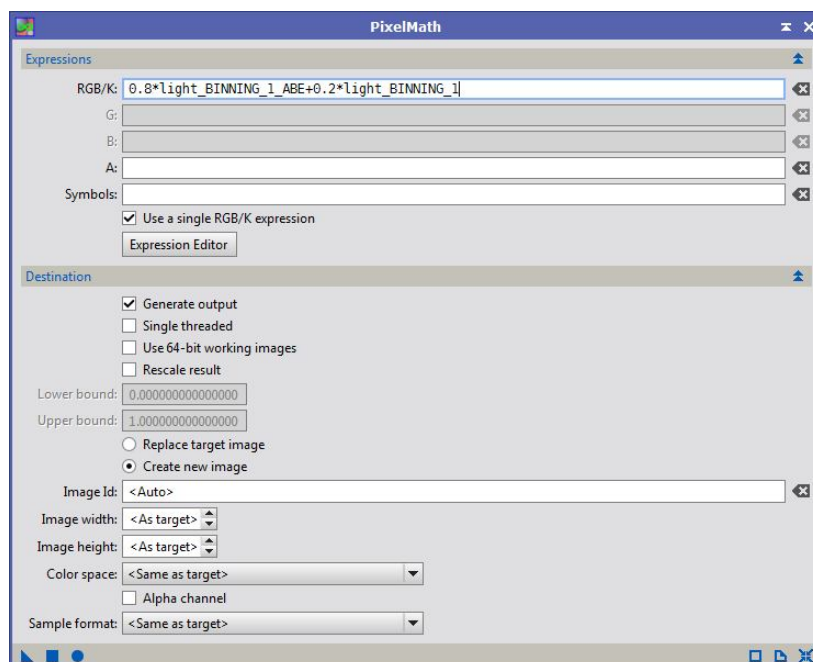 PixelMath
Expressions
RGB/K: 0.8*light_BINNING_1_ABE+0.2*light_BINNING_1
G:
B:
A:
Symbols:
Use a single RGB/K expression
Expression Editor
Destination
Generate output
Single threaded
Use 64-bit working images
Rescale result
Lower bound: 0.000000000000000
Upper bound: 1.000000000000000
Replace target image
Create new image
Image Id: <Auto>
Image width: <As target>
Image height: <As target>
Color space: <Same as target>
Alpha channel
Sample format: <Same as target>